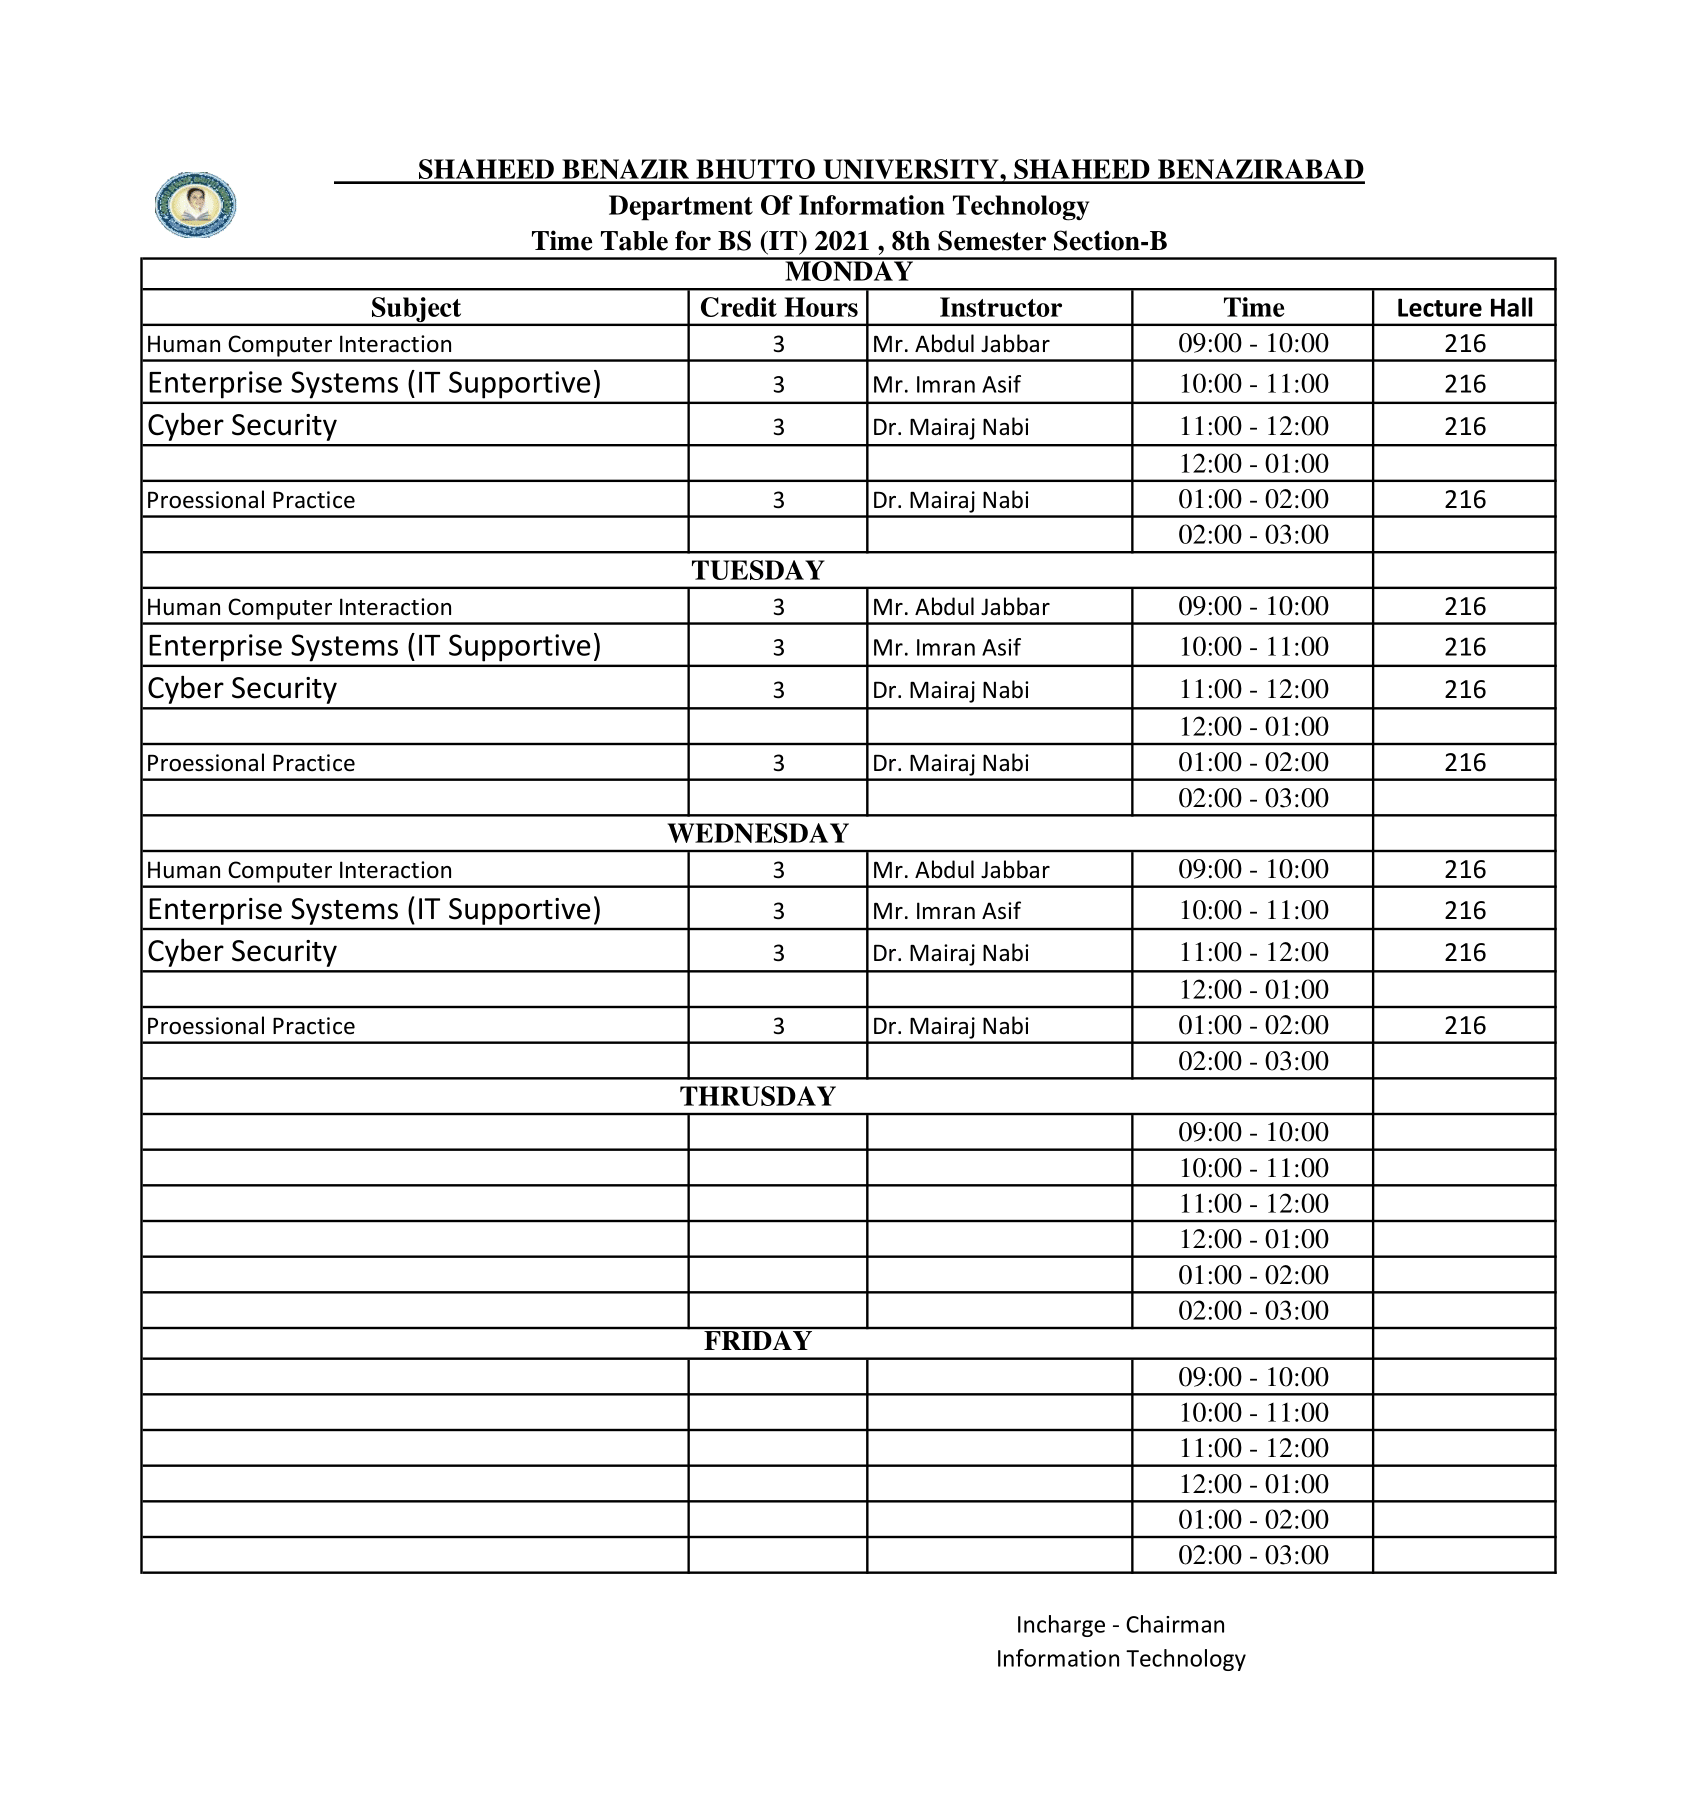 SHAHEED BENAZIR BHUTTO UNIVERSITY, SHAHEED BENAZIRABAD
Department Of Information Technology
Time Table for BS (IT) 2021 , 8th Semester Section-B
MONDAY
Subject Credit Hours Instructor Time Lecture Hall
Human Computer Interaction 3 Mr. Abdul Jabbar 09:00 - 10:00 216
Enterprise Systems (IT Supportive) 3 Mr. Imran Asif 10:00 - 11:00 216
Cyber Security 3 Dr. Mairaj Nabi 11:00 - 12:00 216
12:00 - 01:00
Proessional Practice 3 Dr. Mairaj Nabi 01:00 - 02:00 216
02:00 - 03:00
TUESDAY
Human Computer Interaction 3 Mr. Abdul Jabbar 09:00 - 10:00 216
Enterprise Systems (IT Supportive) 3 Mr. Imran Asif 10:00 - 11:00 216
Cyber Security 3 Dr. Mairaj Nabi 11:00 - 12:00 216
12:00 - 01:00
Proessional Practice 3 Dr. Mairaj Nabi 01:00 - 02:00 216
02:00 - 03:00
WEDNESDAY
Human Computer Interaction 3 Mr. Abdul Jabbar 09:00 - 10:00 216
Enterprise Systems (IT Supportive) 3 Mr. Imran Asif 10:00 - 11:00 216
Cyber Security 3 Dr. Mairaj Nabi 11:00 - 12:00 216
12:00 - 01:00
Proessional Practice 3 Dr. Mairaj Nabi 01:00 - 02:00 216
02:00 - 03:00
THRUSDAY
09:00 - 10:00
10:00 - 11:00
11:00 - 12:00
12:00 - 01:00
01:00 - 02:00
02:00 - 03:00
FRIDAY
09:00 - 10:00
10:00 - 11:00
11:00 - 12:00
12:00 - 01:00
01:00 - 02:00
02:00 - 03:00
Incharge - Chairman
Information Technology